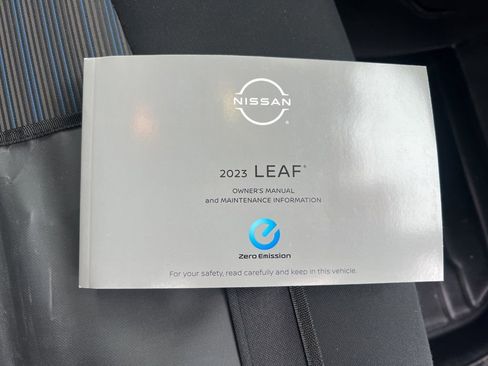 NISSAN
2023 LEAF®
OWNER'S MANUAL
and MAINTENANCE INFORMATION
Zero Emission
For your safety, read carefully and keep in this vehicle.